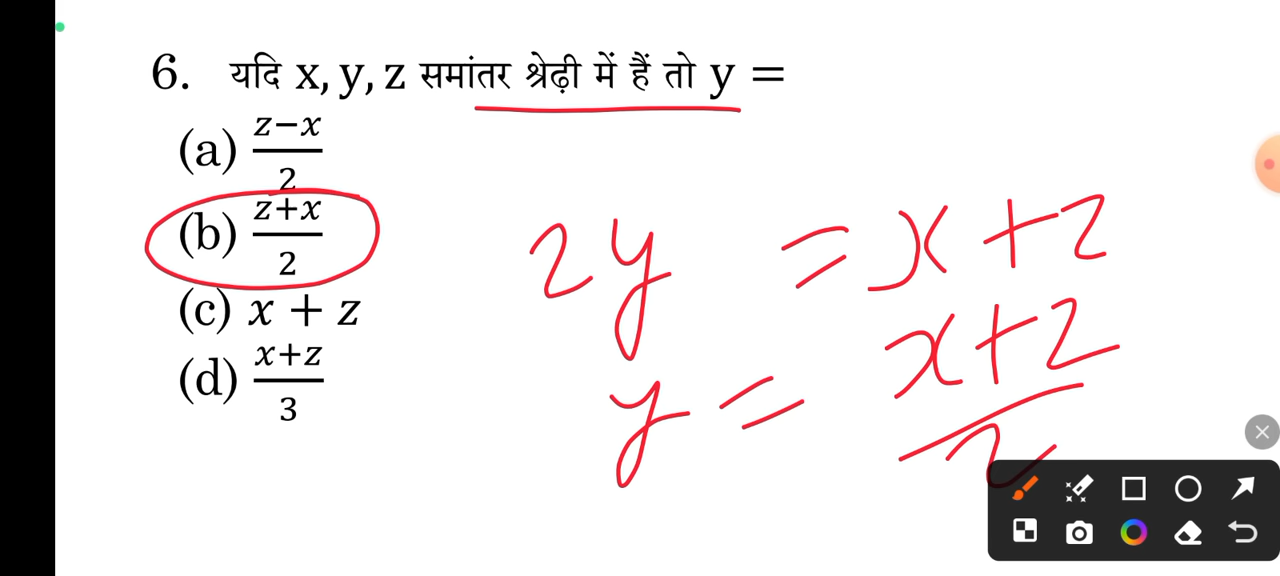 6. यदि x, y, z समांतर श्रेढ़ी में हैं तो y =
(a) z−x/2
(b) z+x/2
(c) x + z
(d) x+z/3
2y = x+z
y = x+z/2